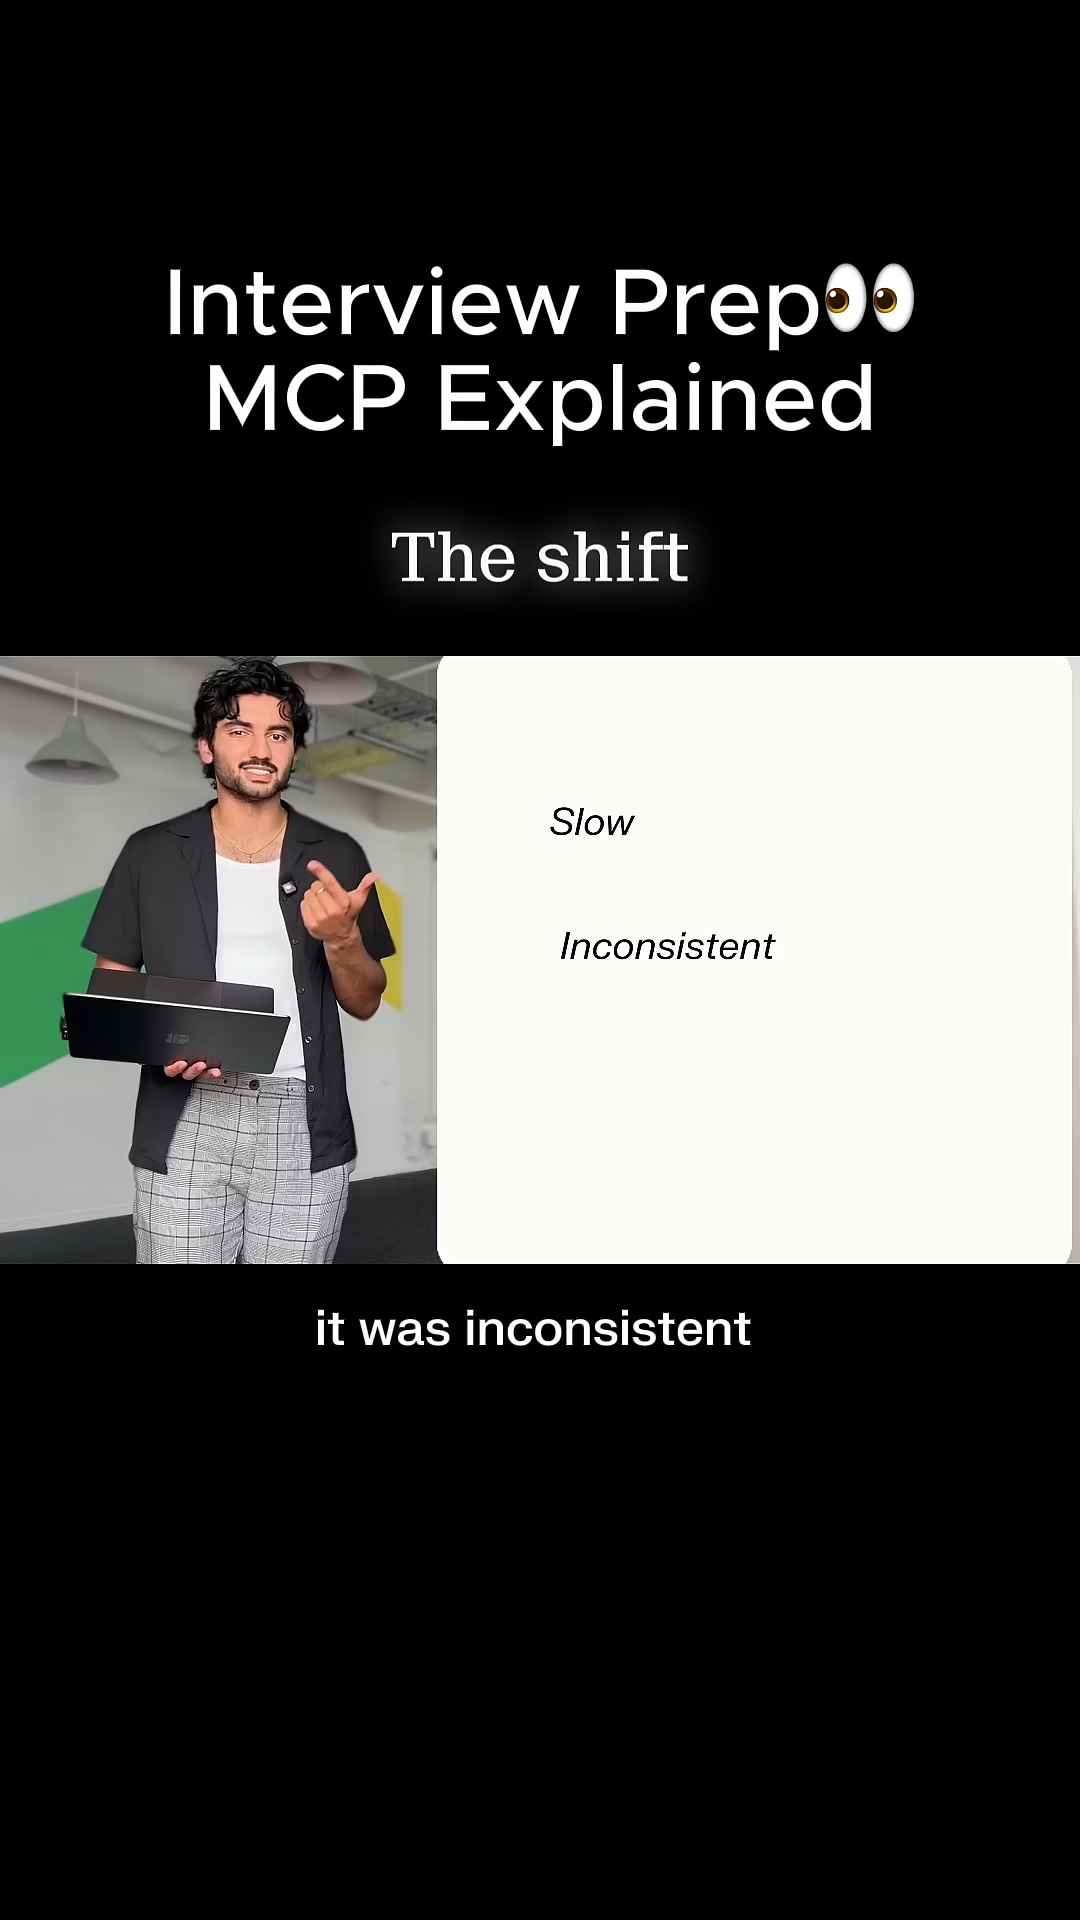 Interview Prep👀
MCP Explained
The shift
Slow
Inconsistent
it was inconsistent